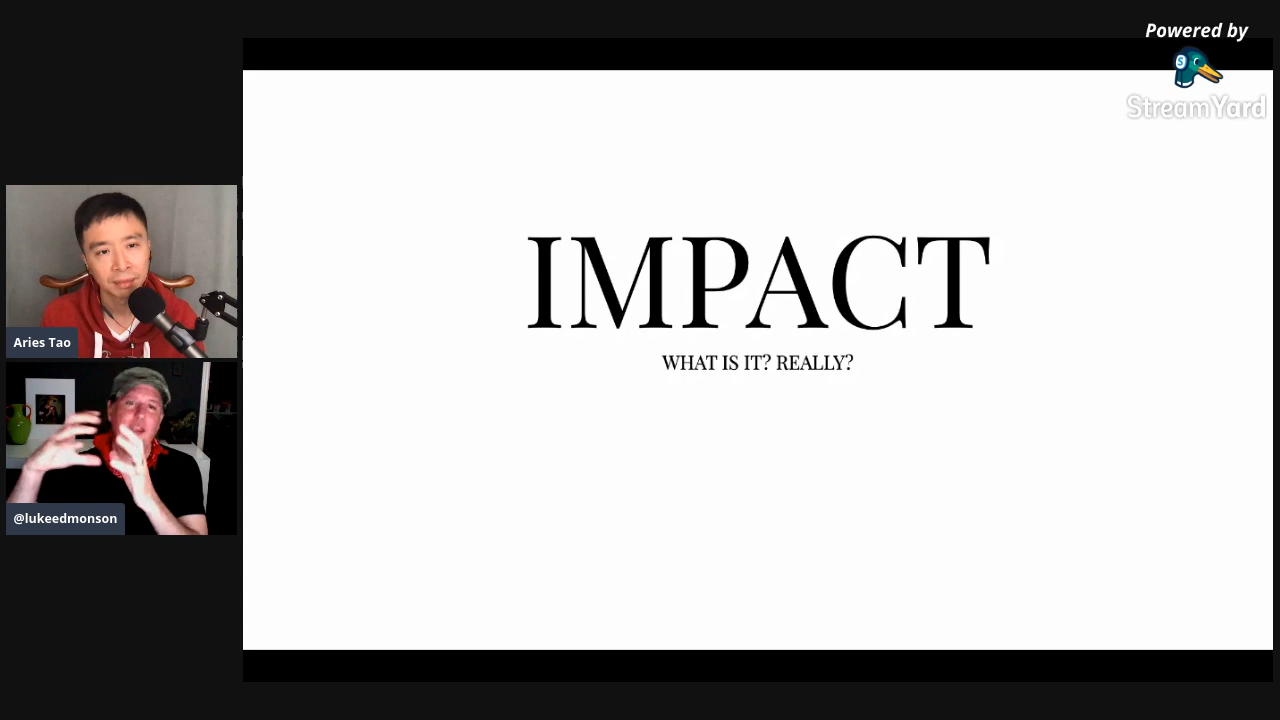 Powered by
StreamYard
IMPACT
WHAT IS IT? REALLY?
Aries Tao
@lukeedmonson